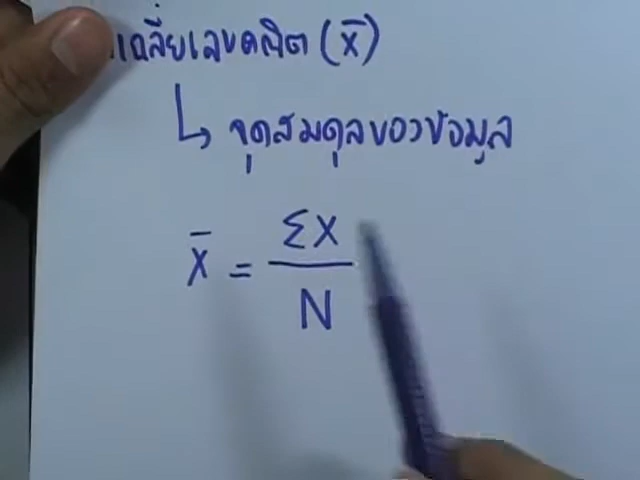 เฉลี่ยเลขคณิต (x̄)
↳ จุดสมดุลของข้อมูล
x̄ = Σx / N